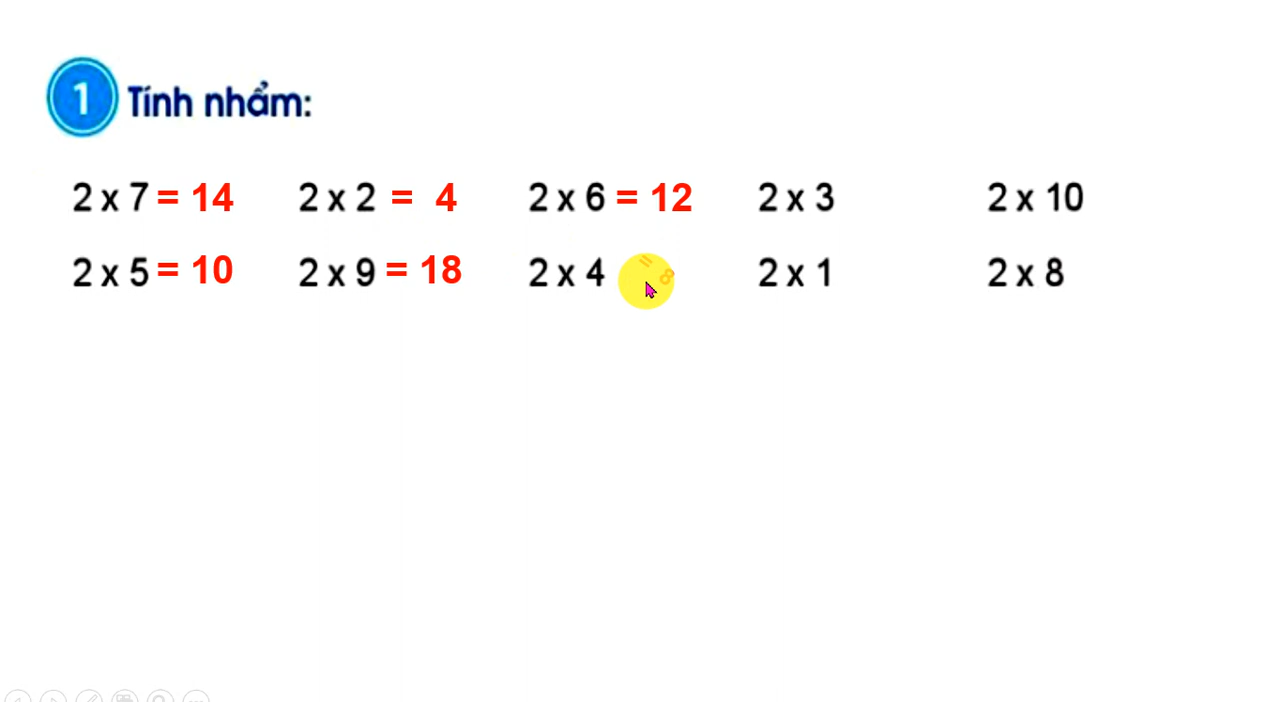 1 Tính nhẩm:
2 x 7 = 14 2 x 2 = 4 2 x 6 = 12 2 x 3 2 x 10
2 x 5 = 10 2 x 9 = 18 2 x 4 = 8 2 x 1 2 x 8